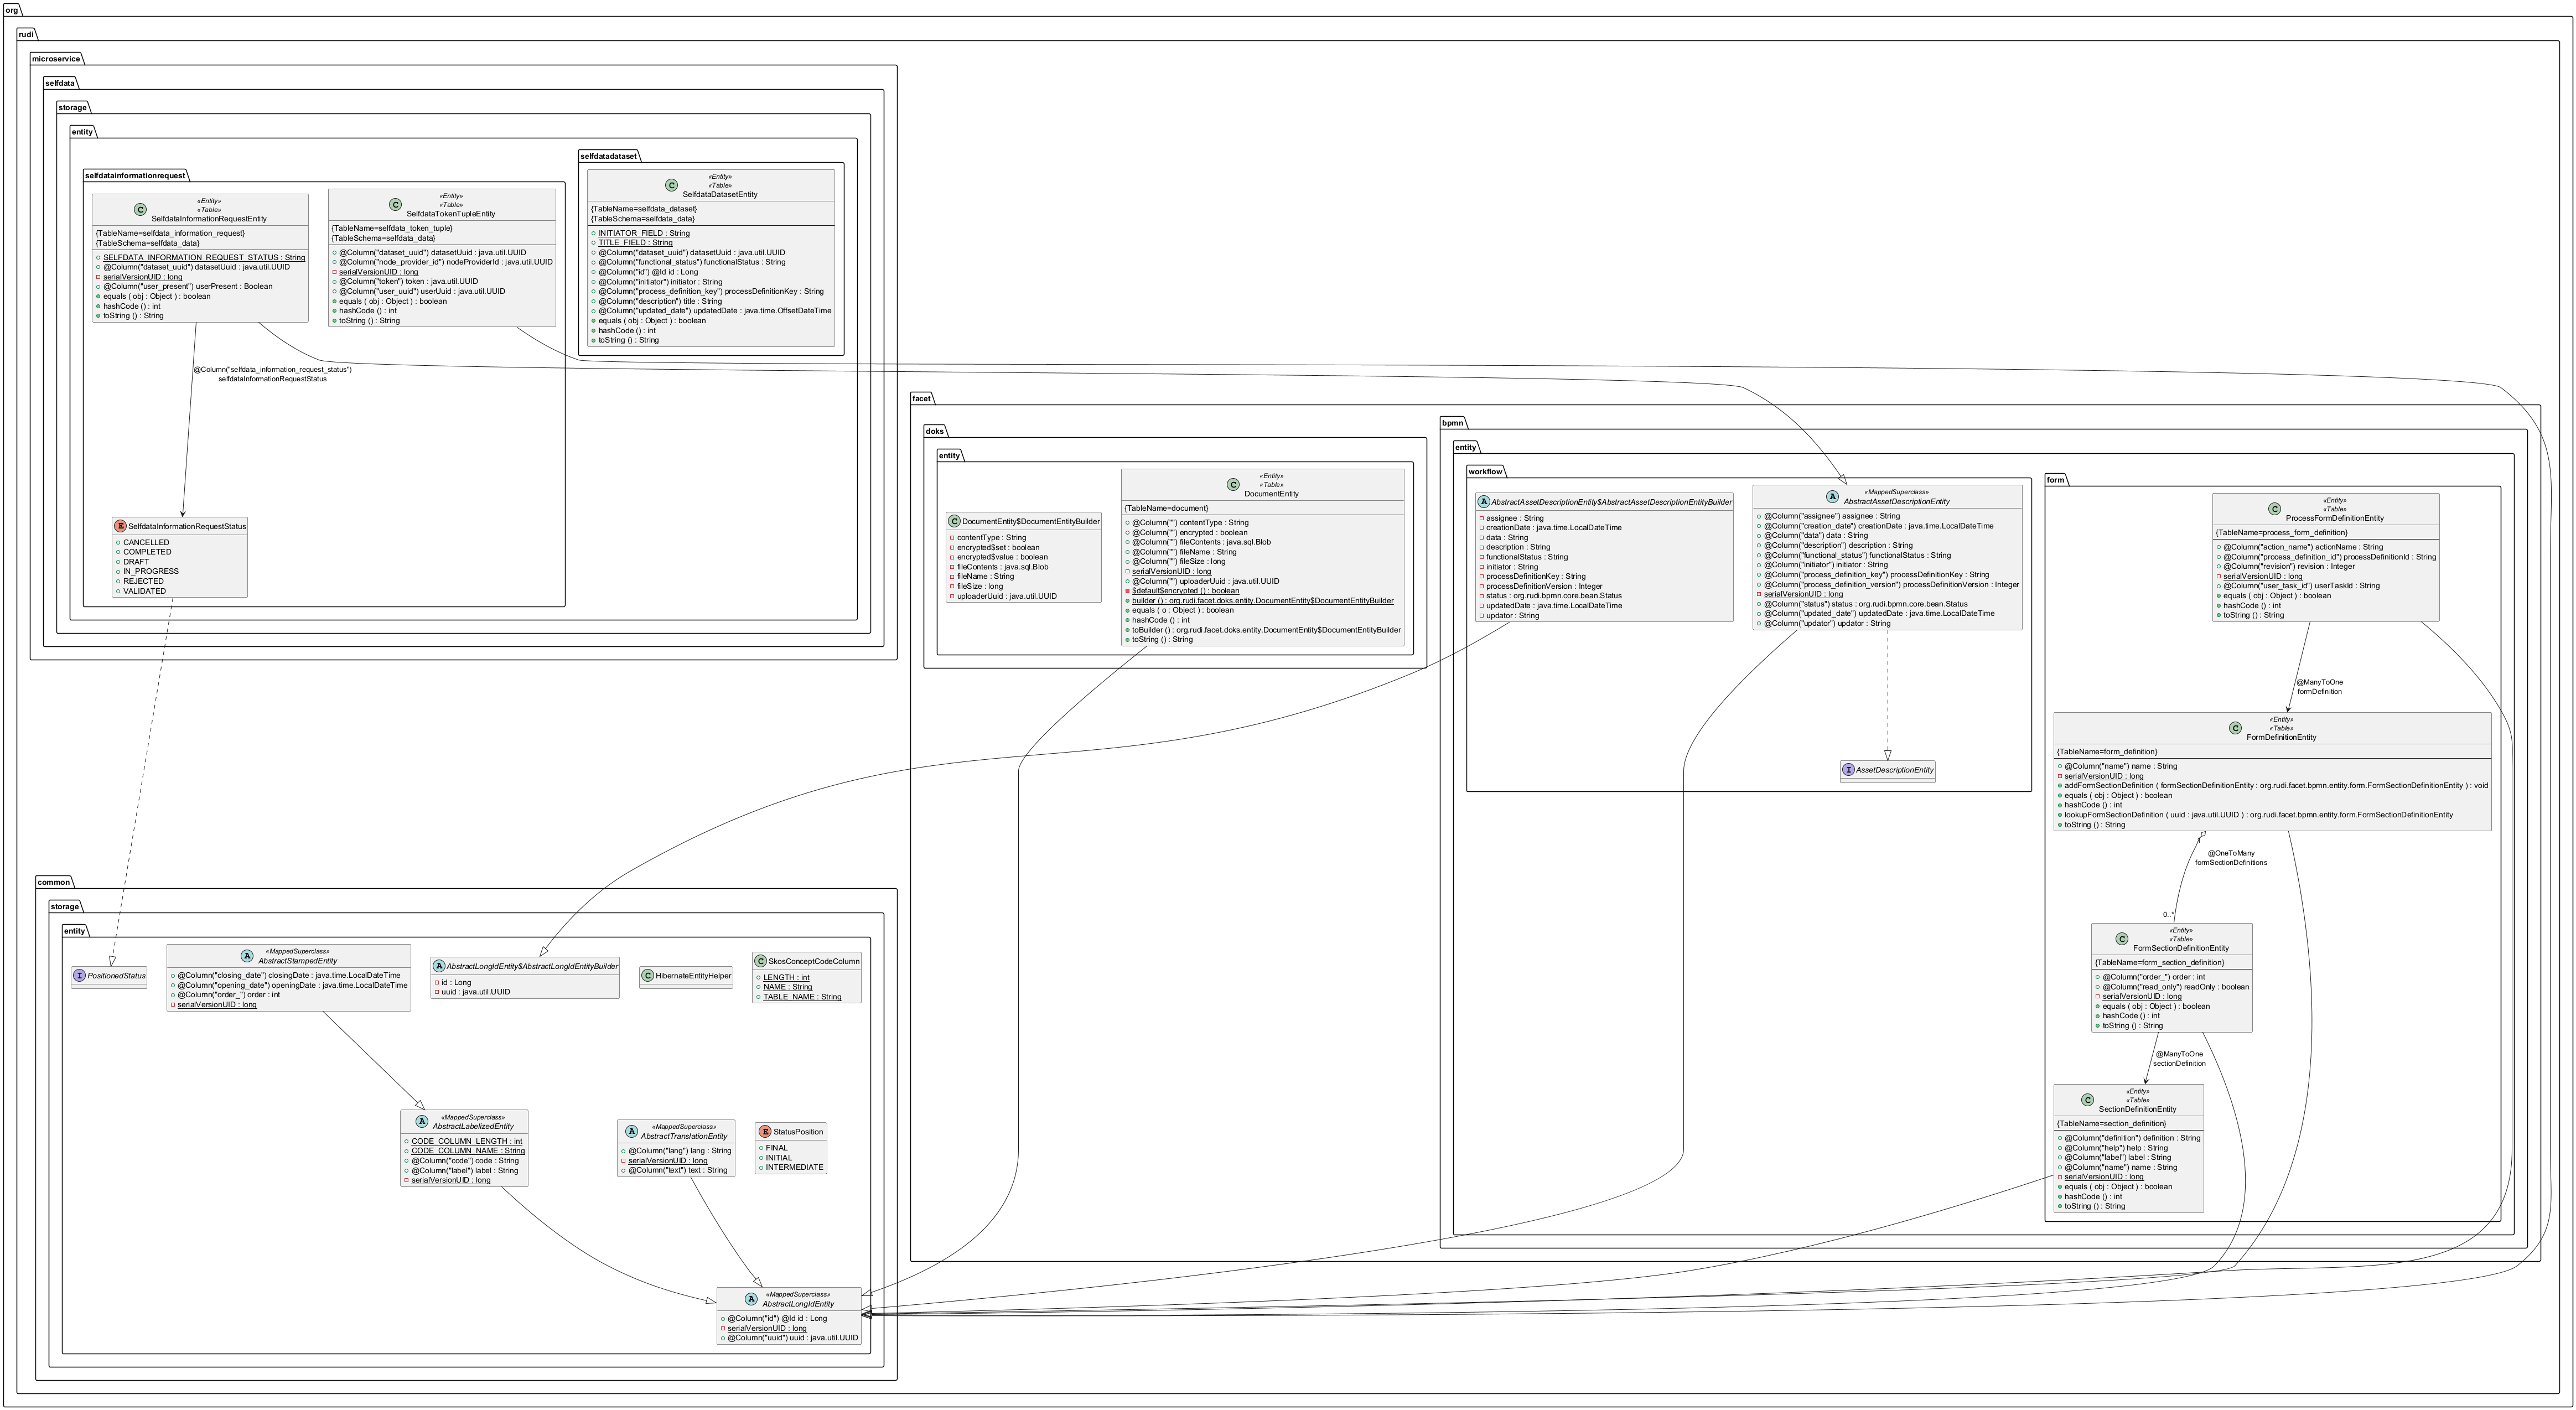 org
rudi
microservice
selfdata
storage
entity
selfdatainformationrequest
«Entity»
«Table»
SelfdataInformationRequestEntity
{TableName=selfdata_information_request}
{TableSchema=selfdata_data}
SELFDATA_INFORMATION_REQUEST_STATUS : String
@Column("dataset_uuid") datasetUuid : java.util.UUID
serialVersionUID : long
@Column("user_present") userPresent : Boolean
equals ( obj : Object ) : boolean
hashCode () : int
toString () : String
«Entity»
«Table»
SelfdataTokenTupleEntity
{TableName=selfdata_token_tuple}
{TableSchema=selfdata_data}
@Column("dataset_uuid") datasetUuid : java.util.UUID
@Column("node_provider_id") nodeProviderId : java.util.UUID
serialVersionUID : long
@Column("token") token : java.util.UUID
@Column("user_uuid") userUuid : java.util.UUID
equals ( obj : Object ) : boolean
hashCode () : int
toString () : String
@Column("selfdata_information_request_status")
selfdataInformationRequestStatus
E SelfdataInformationRequestStatus
CANCELLED
COMPLETED
DRAFT
IN_PROGRESS
REJECTED
VALIDATED
selfdatadataset
«Entity»
«Table»
SelfdataDatasetEntity
{TableName=selfdata_dataset}
{TableSchema=selfdata_data}
INITIATOR_FIELD : String
TITLE_FIELD : String
@Column("dataset_uuid") datasetUuid : java.util.UUID
@Column("functional_status") functionalStatus : String
@Column("id") @Id id : Long
@Column("initiator") initiator : String
@Column("process_definition_key") processDefinitionKey : String
@Column("description") title : String
@Column("updated_date") updatedDate : java.time.OffsetDateTime
equals ( obj : Object ) : boolean
hashCode () : int
toString () : String
facet
doks
entity
C DocumentEntity$DocumentEntityBuilder
contentType : String
encrypted$set : boolean
encrypted$value : boolean
fileContents : java.sql.Blob
fileName : String
fileSize : long
uploaderUuid : java.util.UUID
«Entity»
«Table»
DocumentEntity
{TableName=document}
@Column("") contentType : String
@Column("") encrypted : boolean
@Column("") fileContents : java.sql.Blob
@Column("") fileName : String
@Column("") fileSize : long
serialVersionUID : long
@Column("") uploaderUuid : java.util.UUID
$default$encrypted () : boolean
builder () : org.rudi.facet.doks.entity.DocumentEntity$DocumentEntityBuilder
equals ( o : Object ) : boolean
hashCode () : int
toBuilder () : org.rudi.facet.doks.entity.DocumentEntity$DocumentEntityBuilder
toString () : String
bpmn
entity
workflow
A AbstractAssetDescriptionEntity$AbstractAssetDescriptionEntityBuilder
assignee : String
creationDate : java.time.LocalDateTime
data : String
description : String
functionalStatus : String
initiator : String
processDefinitionKey : String
processDefinitionVersion : Integer
status : org.rudi.bpmn.core.bean.Status
updatedDate : java.time.LocalDateTime
updator : String
«MappedSuperclass»
A AbstractAssetDescriptionEntity
@Column("assignee") assignee : String
@Column("creation_date") creationDate : java.time.LocalDateTime
@Column("data") data : String
@Column("description") description : String
@Column("functional_status") functionalStatus : String
@Column("initiator") initiator : String
@Column("process_definition_key") processDefinitionKey : String
@Column("process_definition_version") processDefinitionVersion : Integer
serialVersionUID : long
@Column("status") status : org.rudi.bpmn.core.bean.Status
@Column("updated_date") updatedDate : java.time.LocalDateTime
@Column("updator") updator : String
I AssetDescriptionEntity
form
«Entity»
«Table»
ProcessFormDefinitionEntity
{TableName=process_form_definition}
@Column("action_name") actionName : String
@Column("process_definition_id") processDefinitionId : String
@Column("revision") revision : Integer
serialVersionUID : long
@Column("user_task_id") userTaskId : String
equals ( obj : Object ) : boolean
hashCode () : int
toString () : String
@ManyToOne
formDefinition
«Entity»
«Table»
FormDefinitionEntity
{TableName=form_definition}
@Column("name") name : String
serialVersionUID : long
addFormSectionDefinition ( formSectionDefinitionEntity : org.rudi.facet.bpmn.entity.form.FormSectionDefinitionEntity ) : void
equals ( obj : Object ) : boolean
hashCode () : int
lookupFormSectionDefinition ( uuid : java.util.UUID ) : org.rudi.facet.bpmn.entity.form.FormSectionDefinitionEntity
toString () : String
1
@OneToMany
formSectionDefinitions
0..*
«Entity»
«Table»
FormSectionDefinitionEntity
{TableName=form_section_definition}
@Column("order_") order : int
@Column("read_only") readOnly : boolean
serialVersionUID : long
equals ( obj : Object ) : boolean
hashCode () : int
toString () : String
@ManyToOne
sectionDefinition
«Entity»
«Table»
SectionDefinitionEntity
{TableName=section_definition}
@Column("definition") definition : String
@Column("help") help : String
@Column("label") label : String
@Column("name") name : String
serialVersionUID : long
equals ( obj : Object ) : boolean
hashCode () : int
toString () : String
common
storage
entity
I PositionedStatus
«MappedSuperclass»
A AbstractStampedEntity
@Column("closing_date") closingDate : java.time.LocalDateTime
@Column("opening_date") openingDate : java.time.LocalDateTime
@Column("order_") order : int
serialVersionUID : long
A AbstractLongIdEntity$AbstractLongIdEntityBuilder
id : Long
uuid : java.util.UUID
C HibernateEntityHelper
C SkosConceptCodeColumn
LENGTH : int
NAME : String
TABLE_NAME : String
«MappedSuperclass»
A AbstractLabelizedEntity
CODE_COLUMN_LENGTH : int
CODE_COLUMN_NAME : String
@Column("code") code : String
@Column("label") label : String
serialVersionUID : long
«MappedSuperclass»
A AbstractTranslationEntity
@Column("lang") lang : String
serialVersionUID : long
@Column("text") text : String
E StatusPosition
FINAL
INITIAL
INTERMEDIATE
«MappedSuperclass»
A AbstractLongIdEntity
@Column("id") @Id id : Long
serialVersionUID : long
@Column("uuid") uuid : java.util.UUID